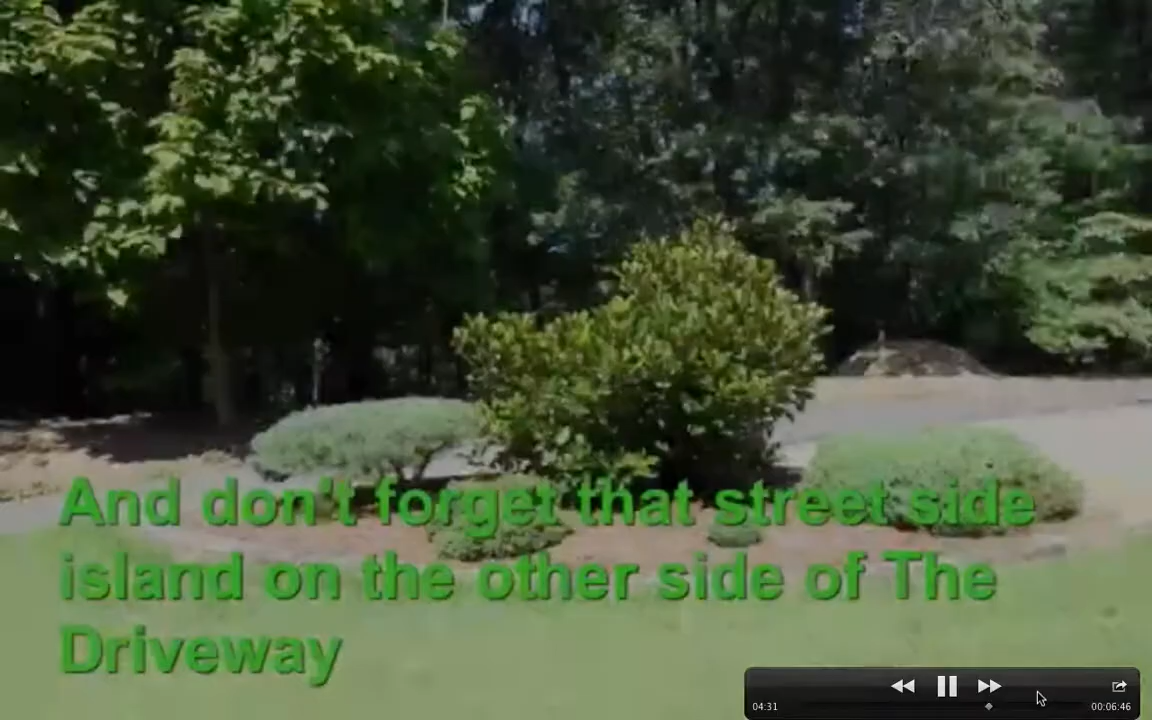 And don't forget that street side
island on the other side of The
Driveway
04:31
00:06:46